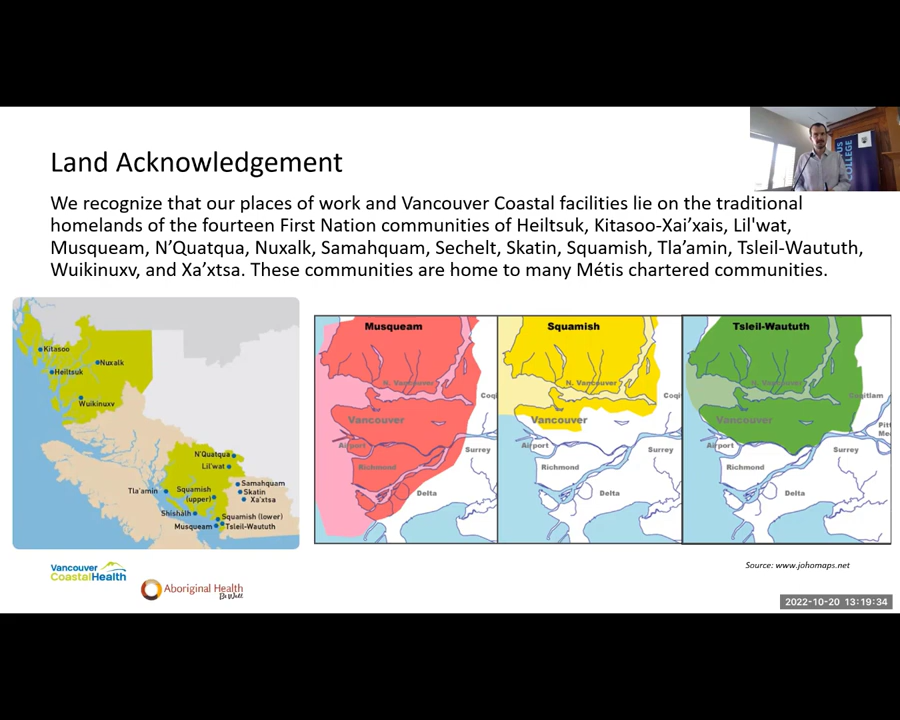 Land Acknowledgement
We recognize that our places of work and Vancouver Coastal facilities lie on the traditional
homelands of the fourteen First Nation communities of Heiltsuk, Kitasoo-Xai’xais, Lil'wat,
Musqueam, N’Quatqua, Nuxalk, Samahquam, Sechelt, Skatin, Squamish, Tla’amin, Tsleil-Waututh,
Wuikinuxv, and Xa’xtsa. These communities are home to many Métis chartered communities.
COLLEGE
Kitasoo
Nuxalk
Heiltsuk
Wuikinuxv
N'Quatqua
Lil'wat
Samahquam
Skatin
Xa'xtsa
Tla'amin
Squamish
(upper)
Shishálh
Squamish (lower)
Musqueam
Tsleil-Waututh
Musqueam
N. Vancouver
Coqi
Vancouver
Airport
Surrey
Richmond
Delta
Squamish
N. Vancouver
Coqi
Vancouver
Airport
Surrey
Richmond
Delta
Tsleil-Waututh
N. Vancouver
Coquitlam
Vancouver
Pitt
Me
Airport
Surrey
Richmond
Delta
Vancouver
CoastalHealth
Aboriginal Health
Be Well
Source: www.johomaps.net
2022-10-20 13:19:34